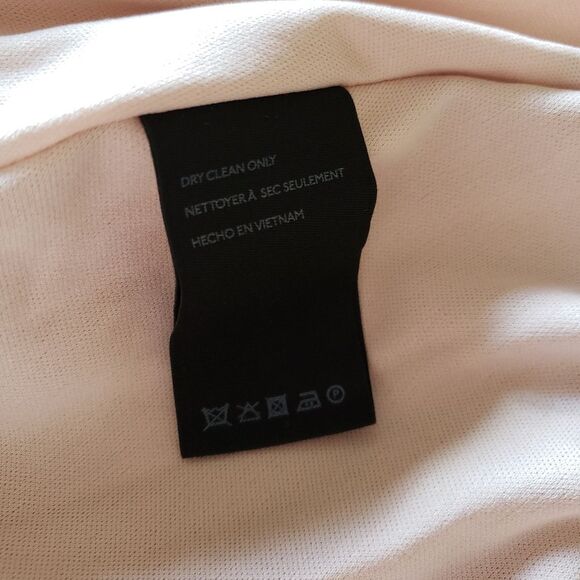 DRY CLEAN ONLY
NETTOYER À SEC SEULEMENT
HECHO EN VIETNAM
P